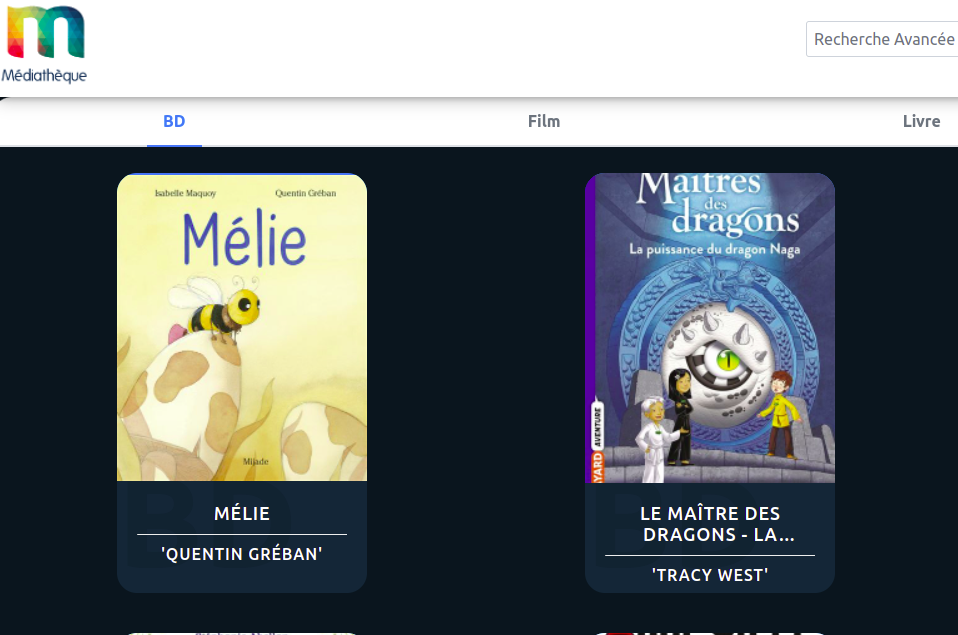 Médiathèque
Recherche Avancée
BD
Film
Livre
Isabelle Maquoy
Quentin Gréban
Mélie
Mijade
MÉLIE
'QUENTIN GRÉBAN'
Maîtres
des
dragons
La puissance du dragon Naga
AVENTURE
YARD
BD
LE MAÎTRE DES
DRAGONS - LA...
'TRACY WEST'